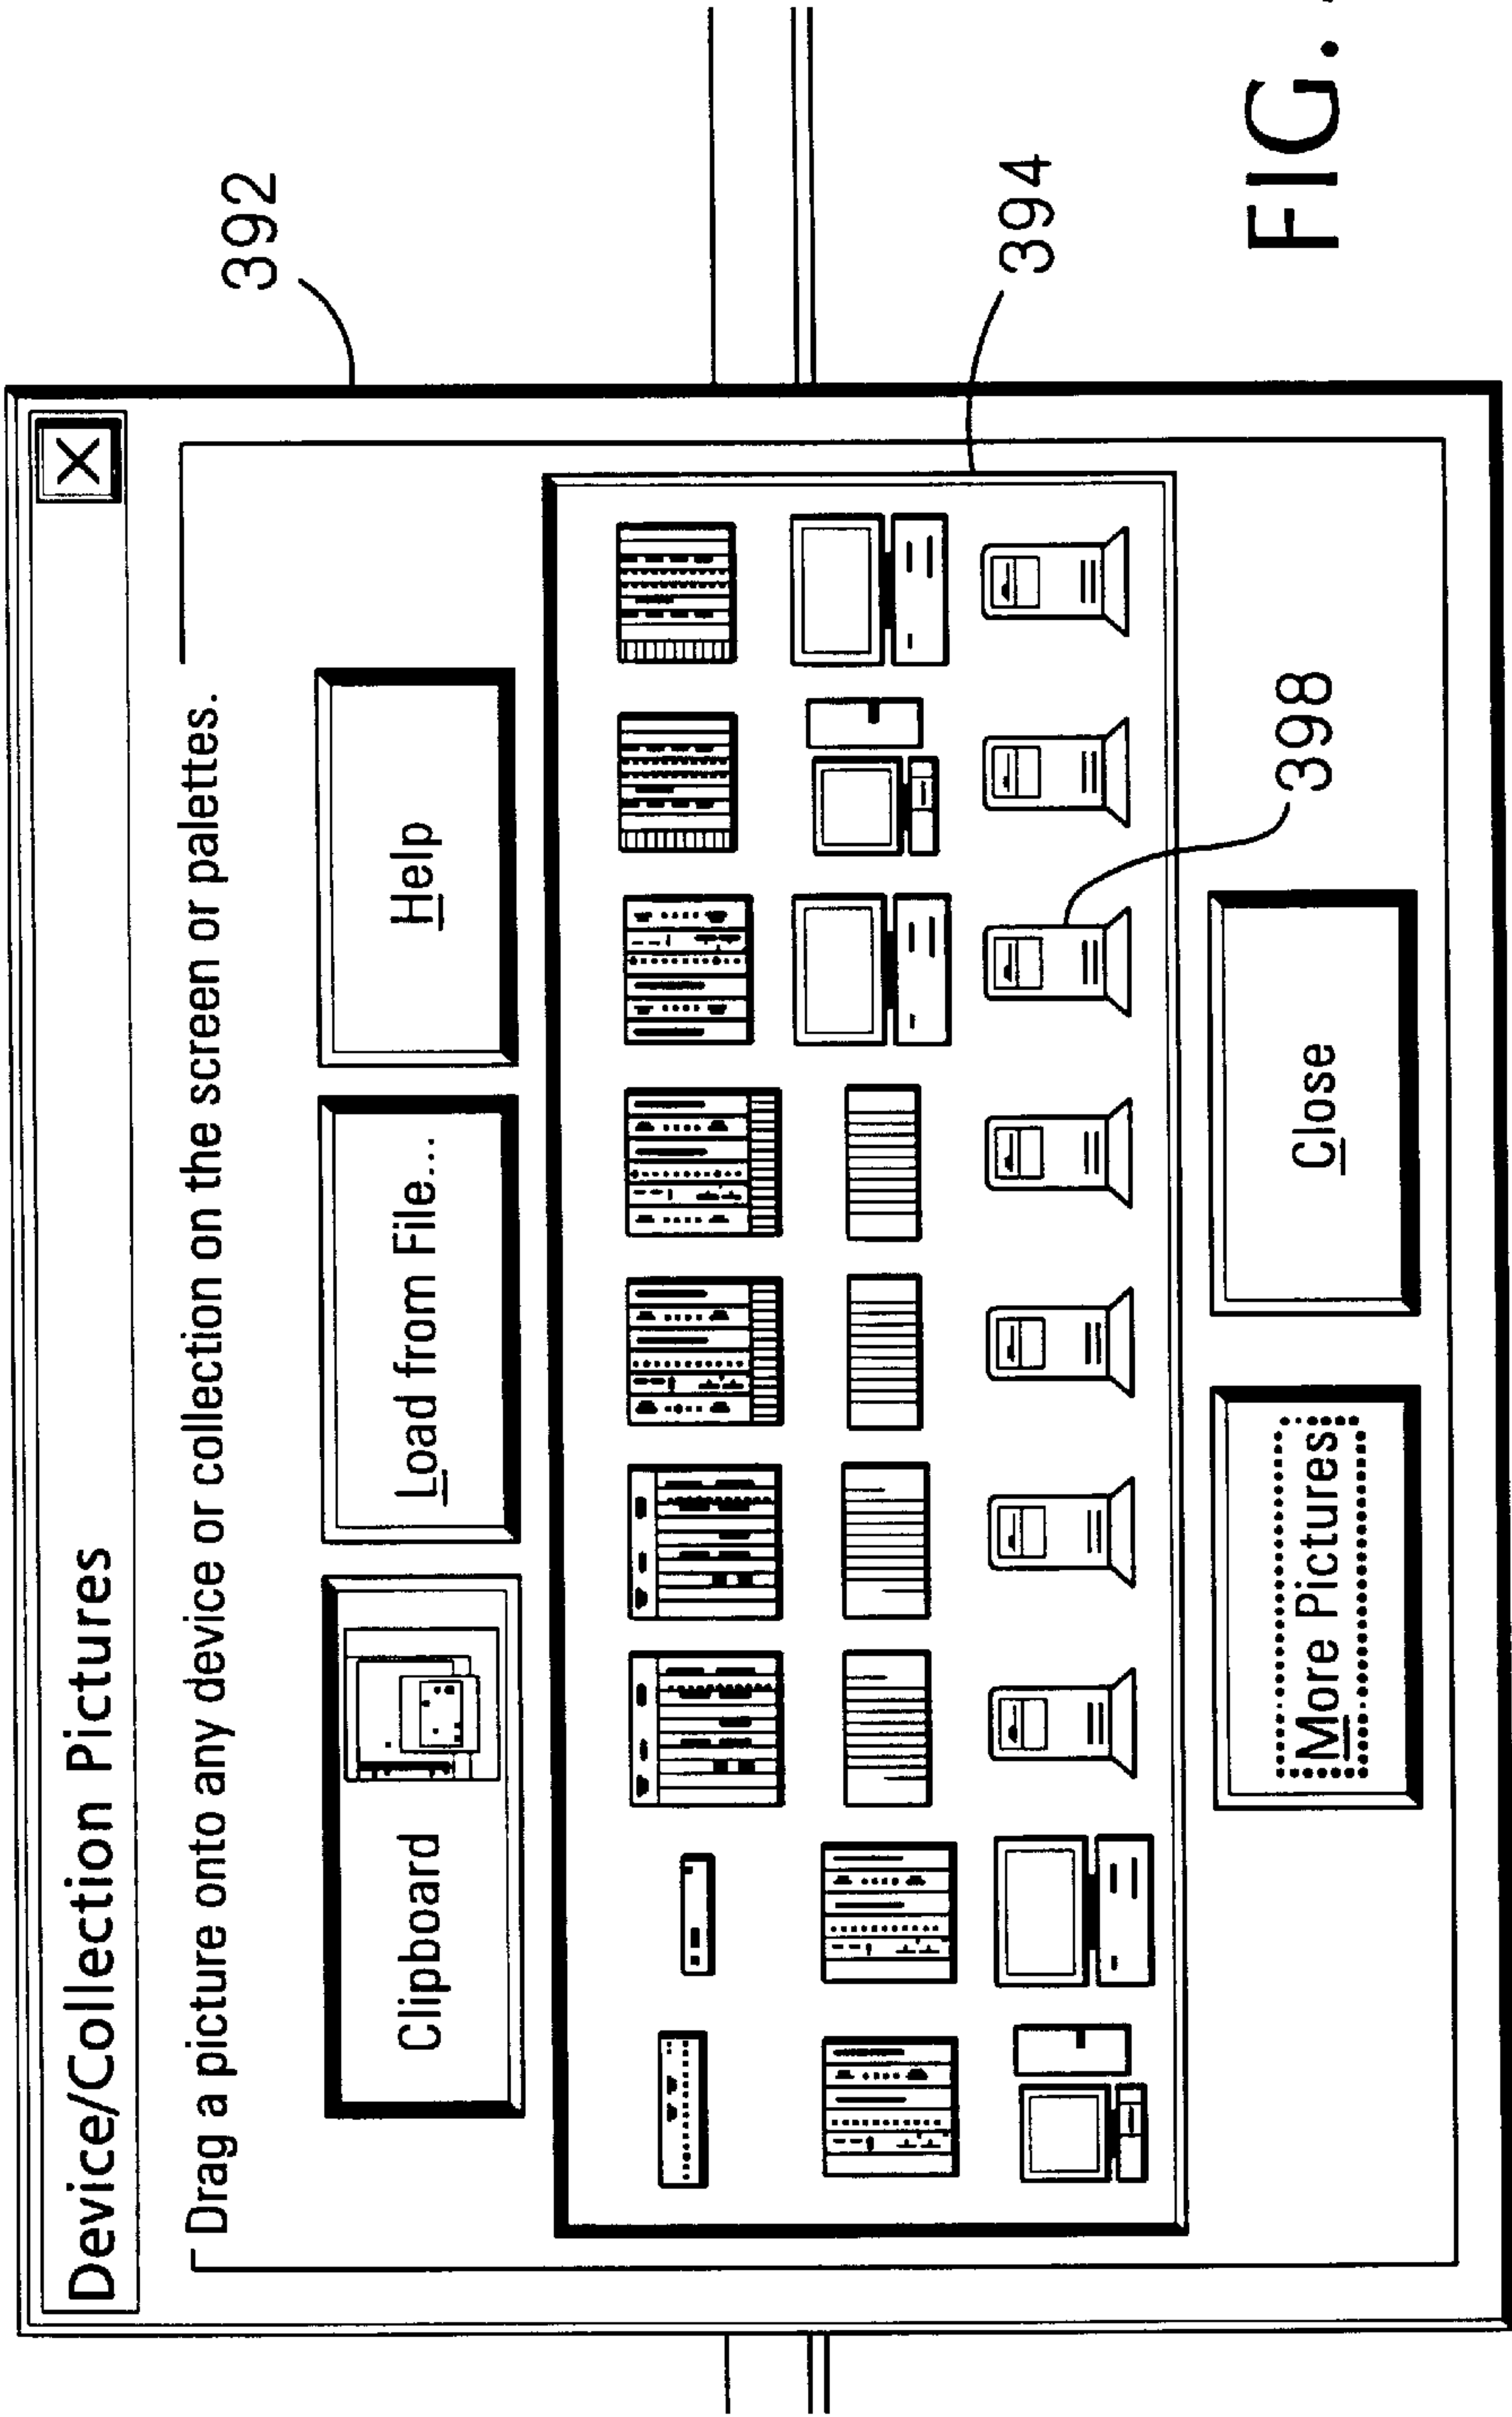 Device/Collection Pictures
X
392
Drag a picture onto any device or collection on the screen or palettes.
Clipboard
Load from File...
Help
394
398
More Pictures
Close
FIG.